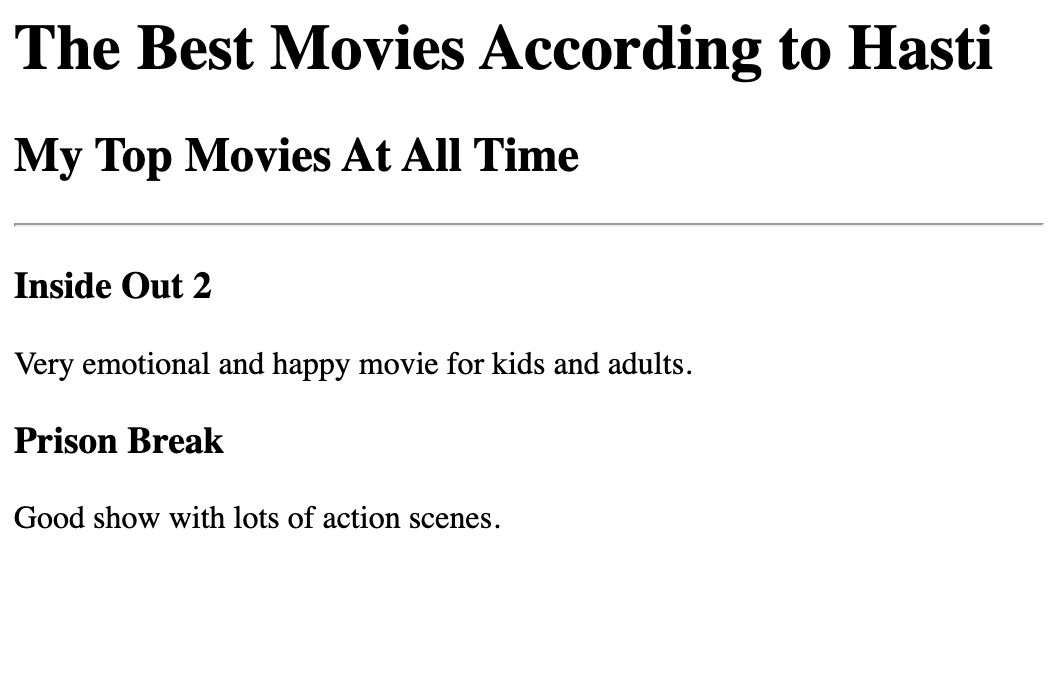 The Best Movies According to Hasti
My Top Movies At All Time
Inside Out 2
Very emotional and happy movie for kids and adults.
Prison Break
Good show with lots of action scenes.